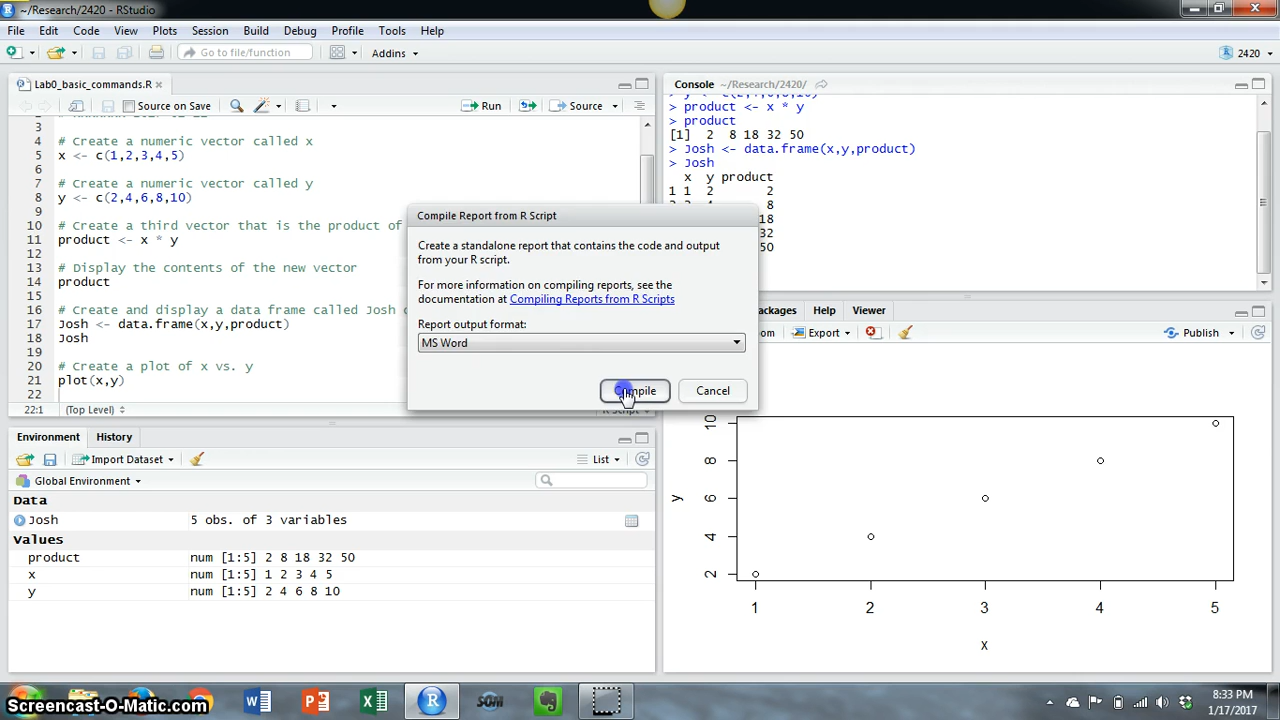 ~/Research/2420 - RStudio
File Edit Code View Plots Session Build Debug Profile Tools Help
Go to file/function Addins 2420
Lab0_basic_commands.R
Source on Save Run Source
3
4 # Create a numeric vector called x
5 x <- c(1,2,3,4,5)
6
7 # Create a numeric vector called y
8 y <- c(2,4,6,8,10)
9
10 # Create a third vector that is the product of
11 product <- x * y
12
13 # Display the contents of the new vector
14 product
15
16 # Create and display a data frame called Josh
17 Josh <- data.frame(x,y,product)
18 Josh
19
20 # Create a plot of x vs. y
21 plot(x,y)
22
22:1 (Top Level) R Script
Console ~/Research/2420/
> product <- x * y
> product
[1] 2 8 18 32 50
> Josh <- data.frame(x,y,product)
> Josh
x y product
1 1 2 2
8
18
32
50
Compile Report from R Script
Create a standalone report that contains the code and output
from your R script.
For more information on compiling reports, see the
documentation at Compiling Reports from R Scripts
Report output format:
MS Word
Compile Cancel
Environment History
Import Dataset List
Global Environment
Data
Josh 5 obs. of 3 variables
Values
product num [1:5] 2 8 18 32 50
x num [1:5] 1 2 3 4 5
y num [1:5] 2 4 6 8 10
ackages Help Viewer
om Export Publish
10
8
6
4
2
y
1 2 3 4 5
x
Screencast-O-Matic.com
SOM
8:33 PM
1/17/2017